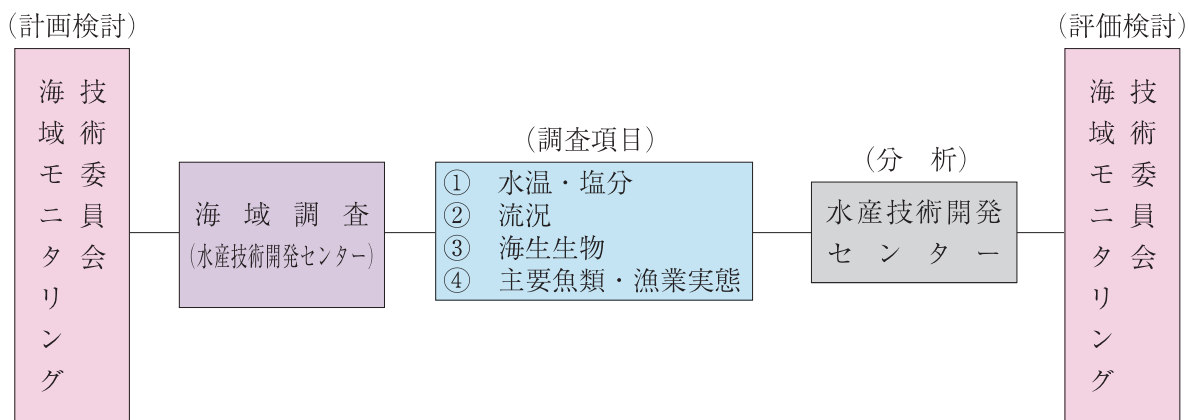 (計画検討)
海域モニタリング
技術委員会
海域調査
(水産技術開発センター)
(調査項目)
① 水温・塩分
② 流況
③ 海生生物
④ 主要魚類・漁業実態
(分 析)
水産技術開発
センター
(評価検討)
海域モニタリング
技術委員会